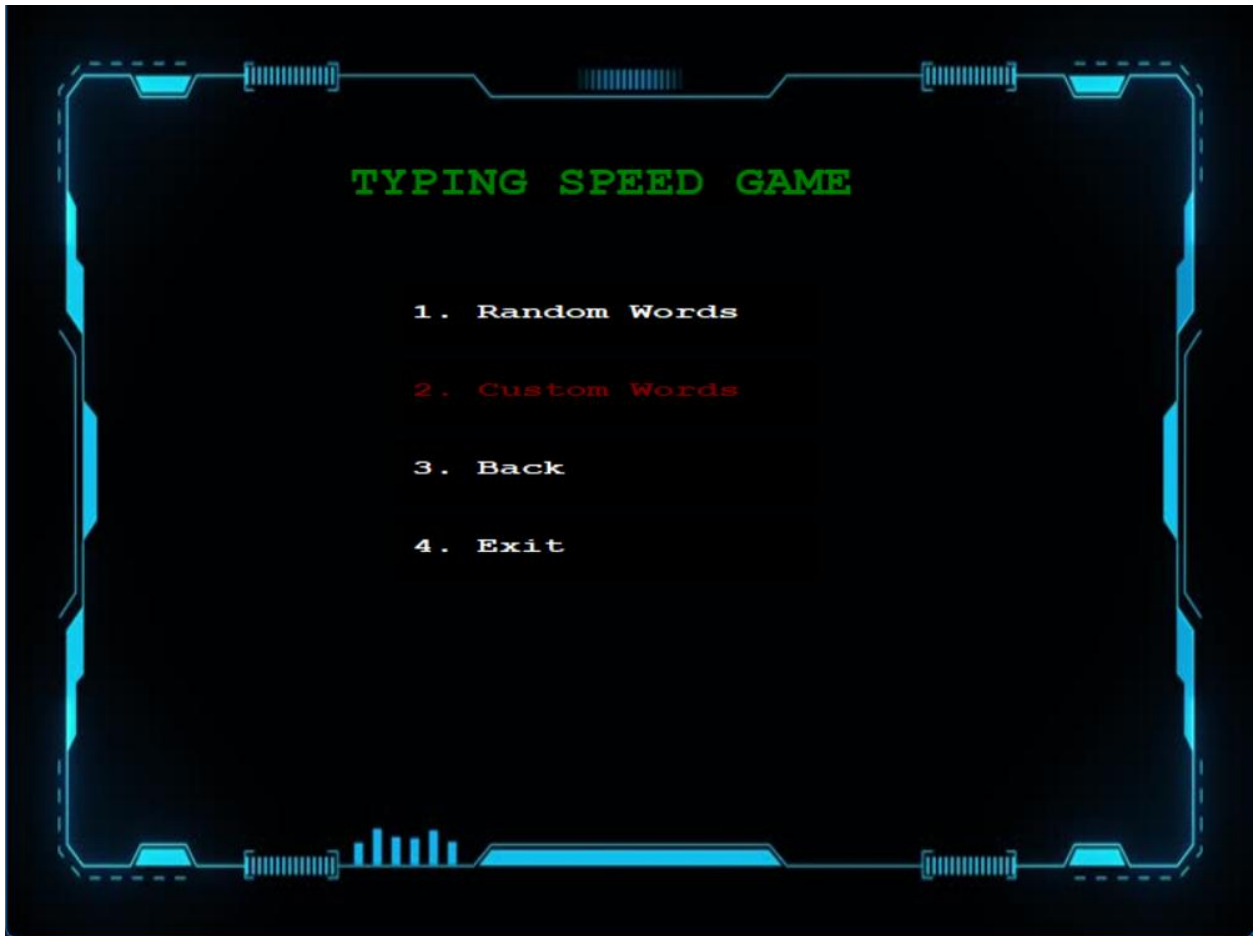 TYPING SPEED GAME
1. Random Words
2. Custom Words
3. Back
4. Exit